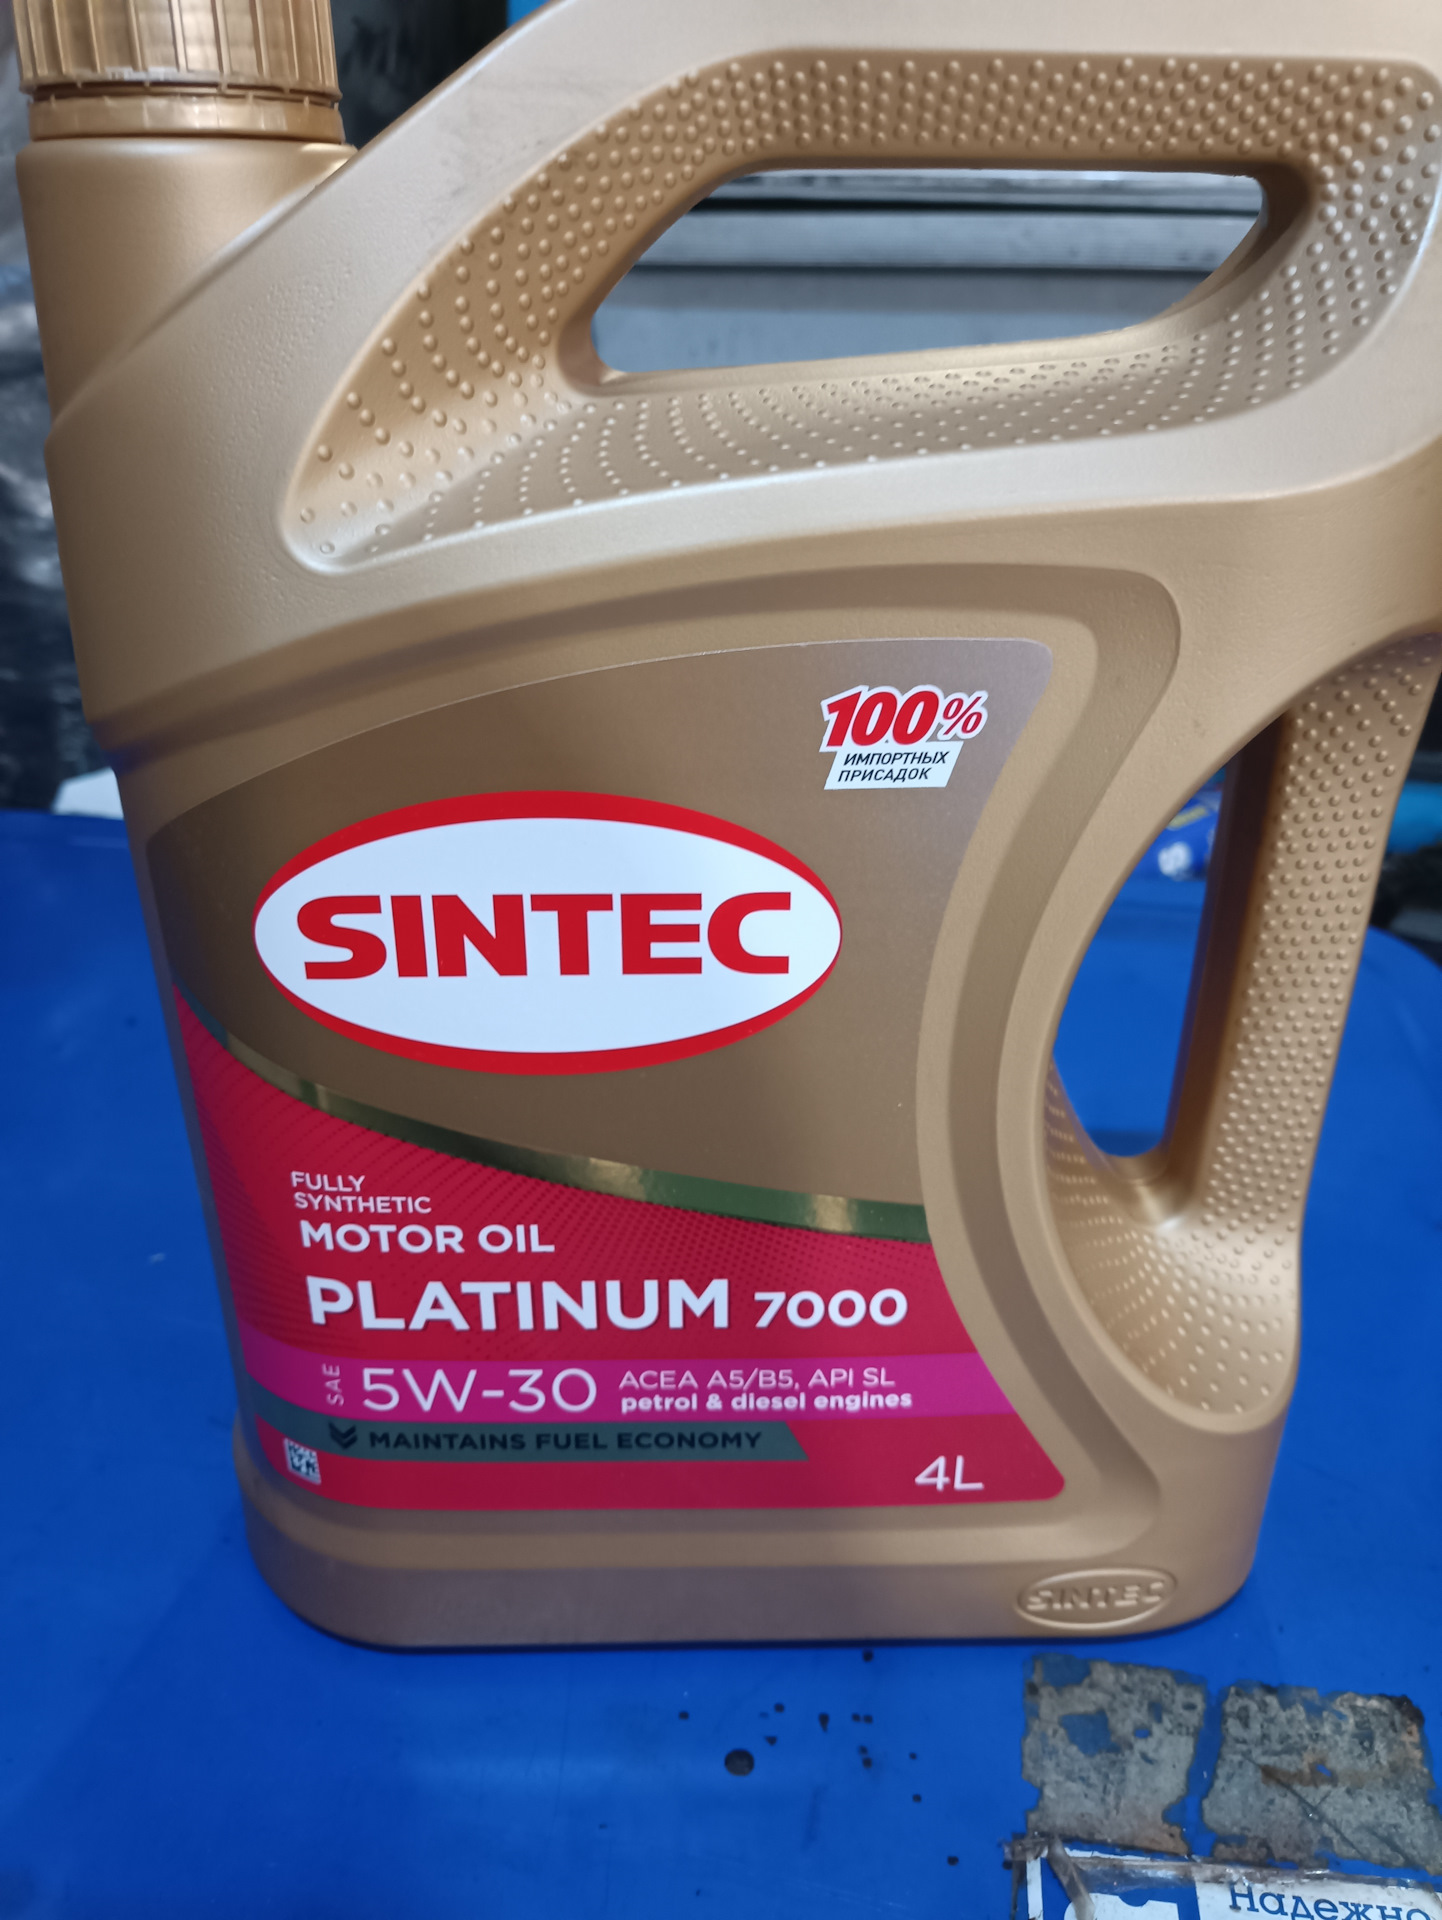 100%
ИМПОРТНЫХ
ПРИСАДОК
SINTEC
FULLY
SYNTHETIC
MOTOR OIL
PLATINUM 7000
SAE 5W-30 ACEA A5/B5, API SL
petrol & diesel engines
MAINTAINS FUEL ECONOMY
4L
SINTEC
Надежно